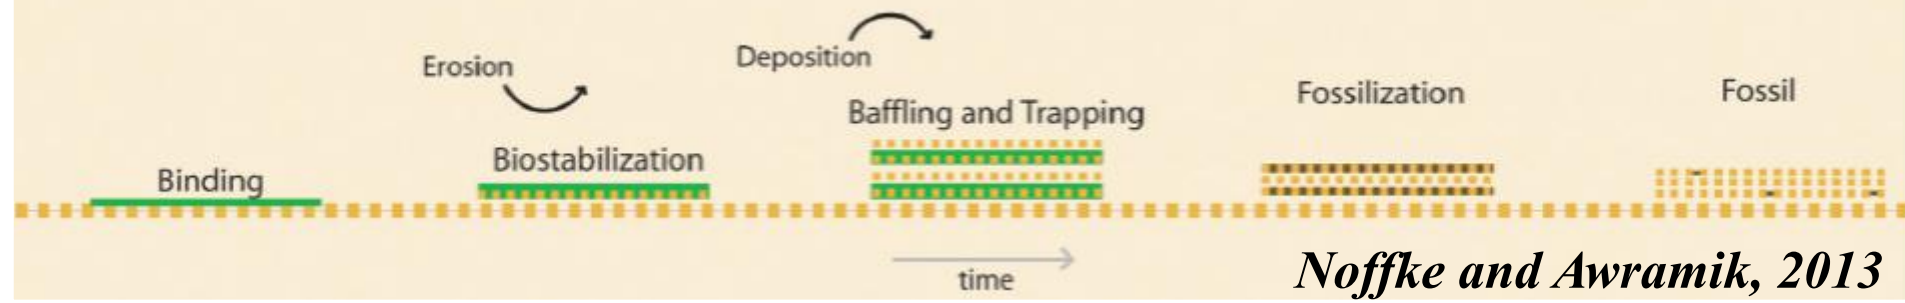 Binding
Erosion
Biostabilization
Deposition
Baffling and Trapping
Fossilization
Fossil
time
Noffke and Awramik, 2013